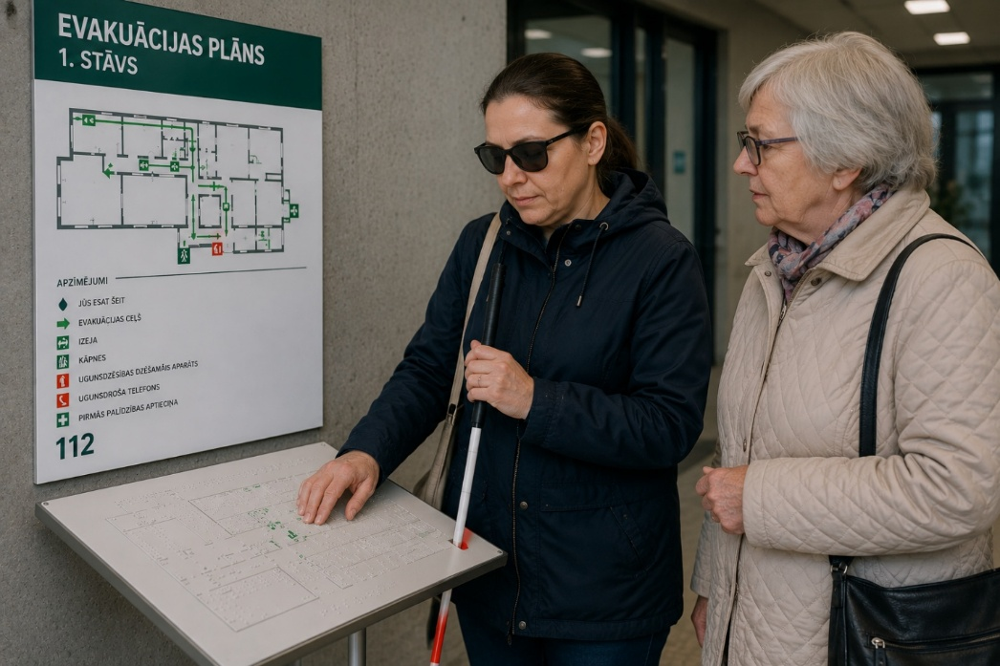 EVAKUĀCIJAS PLĀNS
1. STĀVS
APZĪMĒJUMI
JŪS ESAT ŠEIT
EVAKUĀCIJAS CEĻŠ
IZEJA
KĀPNES
UGUNSDZĒSĪBAS DZĒŠAMAIS APARĀTS
UGUNSDROŠA TELEFONS
PIRMĀS PALĪDZĪBAS APTIECIŅA
112